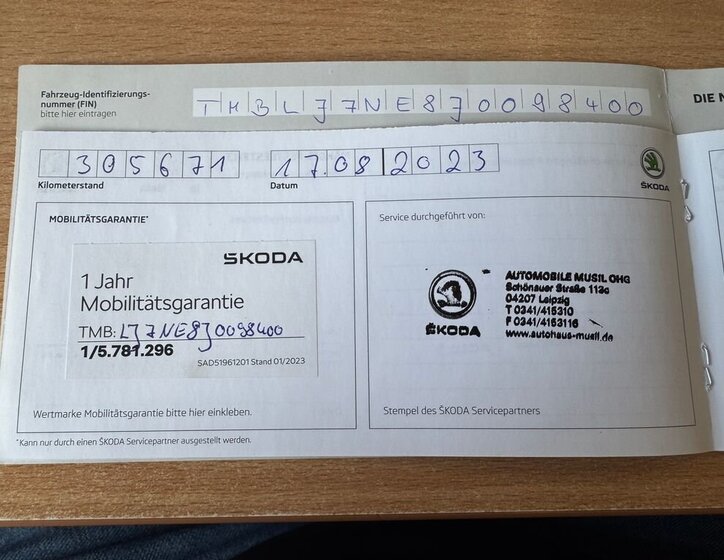 Fahrzeug-Identifizierungs-
nummer (FIN)
bitte hier eintragen
TMBLJ7NE8J0098400
DIE N
305671
Kilometerstand
17.08.2023
Datum
ŠKODA
MOBILITÄTSGARANTIE*
ŠKODA
1 Jahr
Mobilitätsgarantie
TMB: LJ7NE8J0098400
1/5.781.296
SAD51961201 Stand 01/2023
Wertmarke Mobilitätsgarantie bitte hier einkleben.
*Kann nur durch einen ŠKODA Servicepartner ausgestellt werden.
Service durchgeführt von:
ŠKODA
AUTOMOBILE MUSIL OHG
Schönauer Straße 113c
04207 Leipzig
T 0341/415310
F 0341/4153116
www.autohaus-musil.de
Stempel des ŠKODA Servicepartners